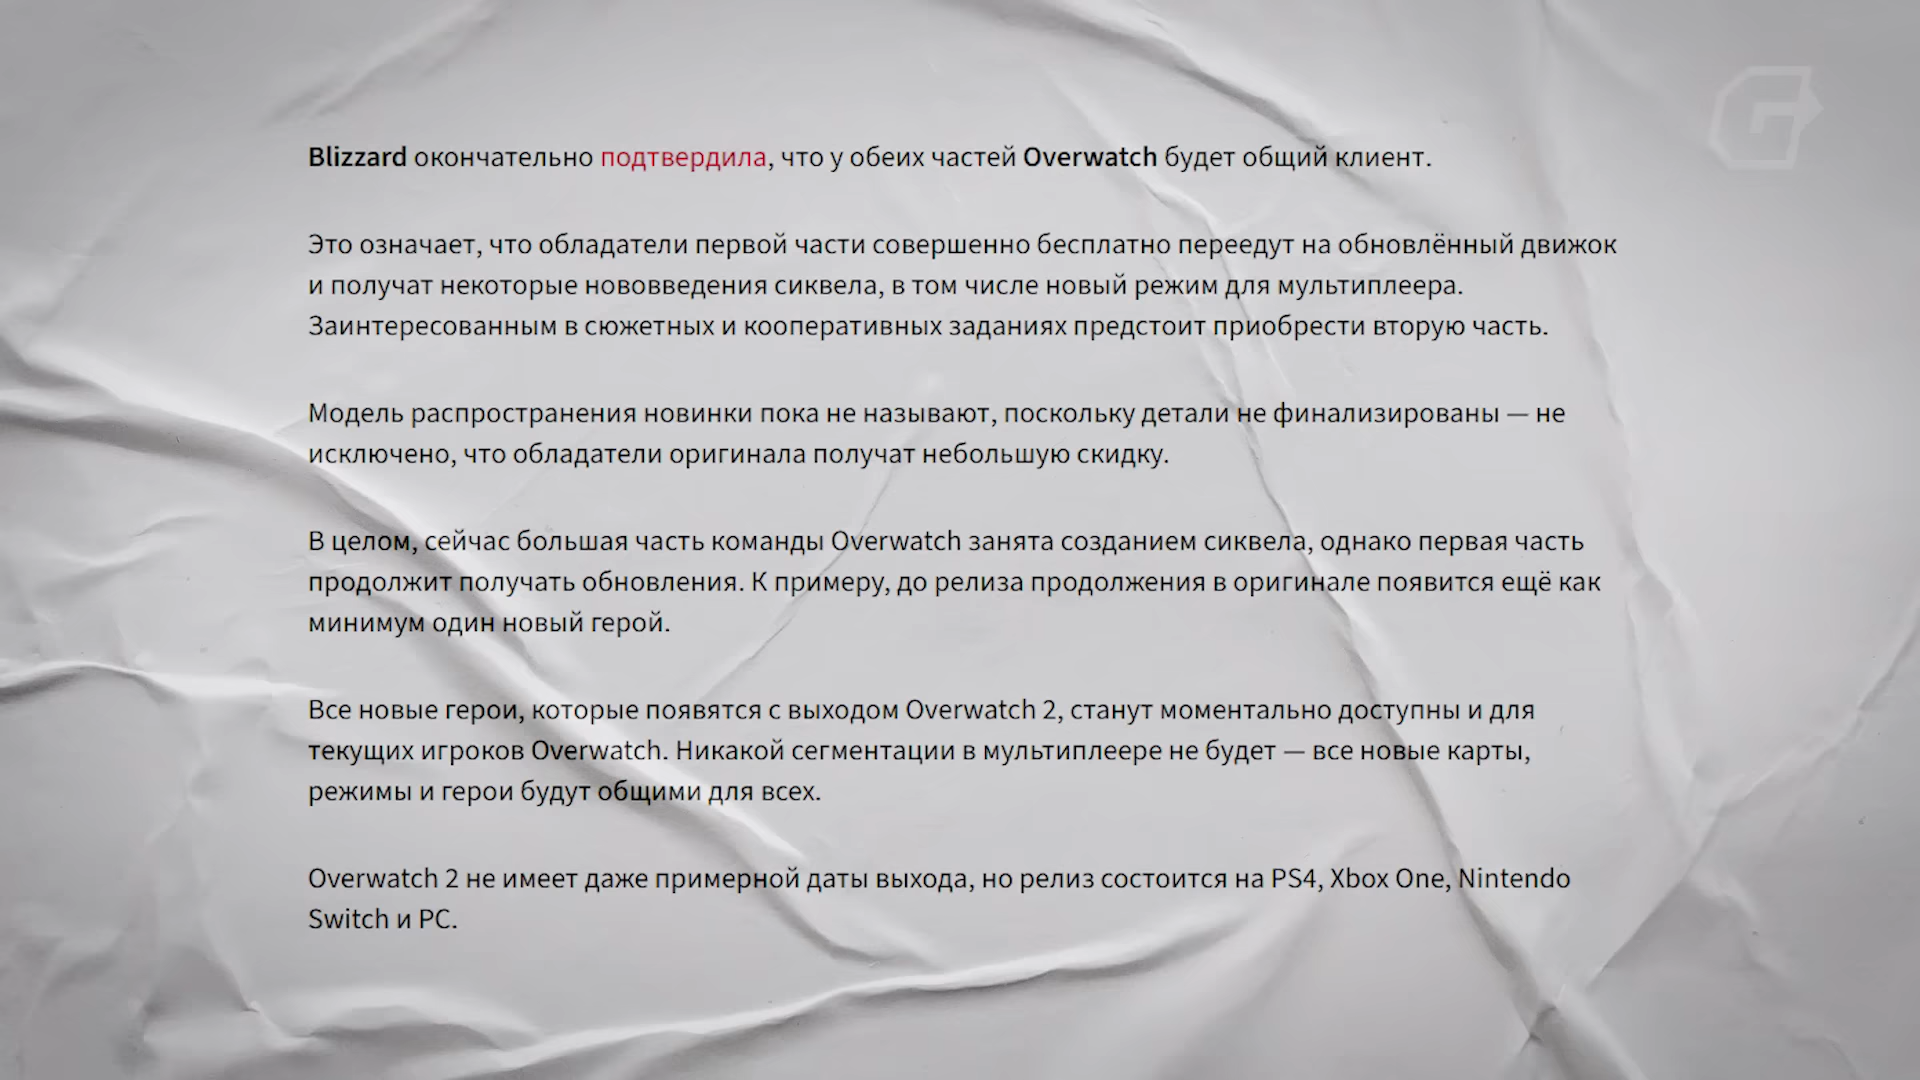 Blizzard окончательно подтвердила, что у обеих частей Overwatch будет общий клиент.
Это означает, что обладатели первой части совершенно бесплатно переедут на обновлённый движок
и получат некоторые нововведения сиквела, в том числе новый режим для мультиплеера.
Заинтересованным в сюжетных и кооперативных заданиях предстоит приобрести вторую часть.
Модель распространения новинки пока не называют, поскольку детали не финализированы — не
исключено, что обладатели оригинала получат небольшую скидку.
В целом, сейчас большая часть команды Overwatch занята созданием сиквела, однако первая часть
продолжит получать обновления. К примеру, до релиза продолжения в оригинале появится ещё как
минимум один новый герой.
Все новые герои, которые появятся с выходом Overwatch 2, станут моментально доступны и для
текущих игроков Overwatch. Никакой сегментации в мультиплеере не будет — все новые карты,
режимы и герои будут общими для всех.
Overwatch 2 не имеет даже примерной даты выхода, но релиз состоится на PS4, Xbox One, Nintendo
Switch и PC.